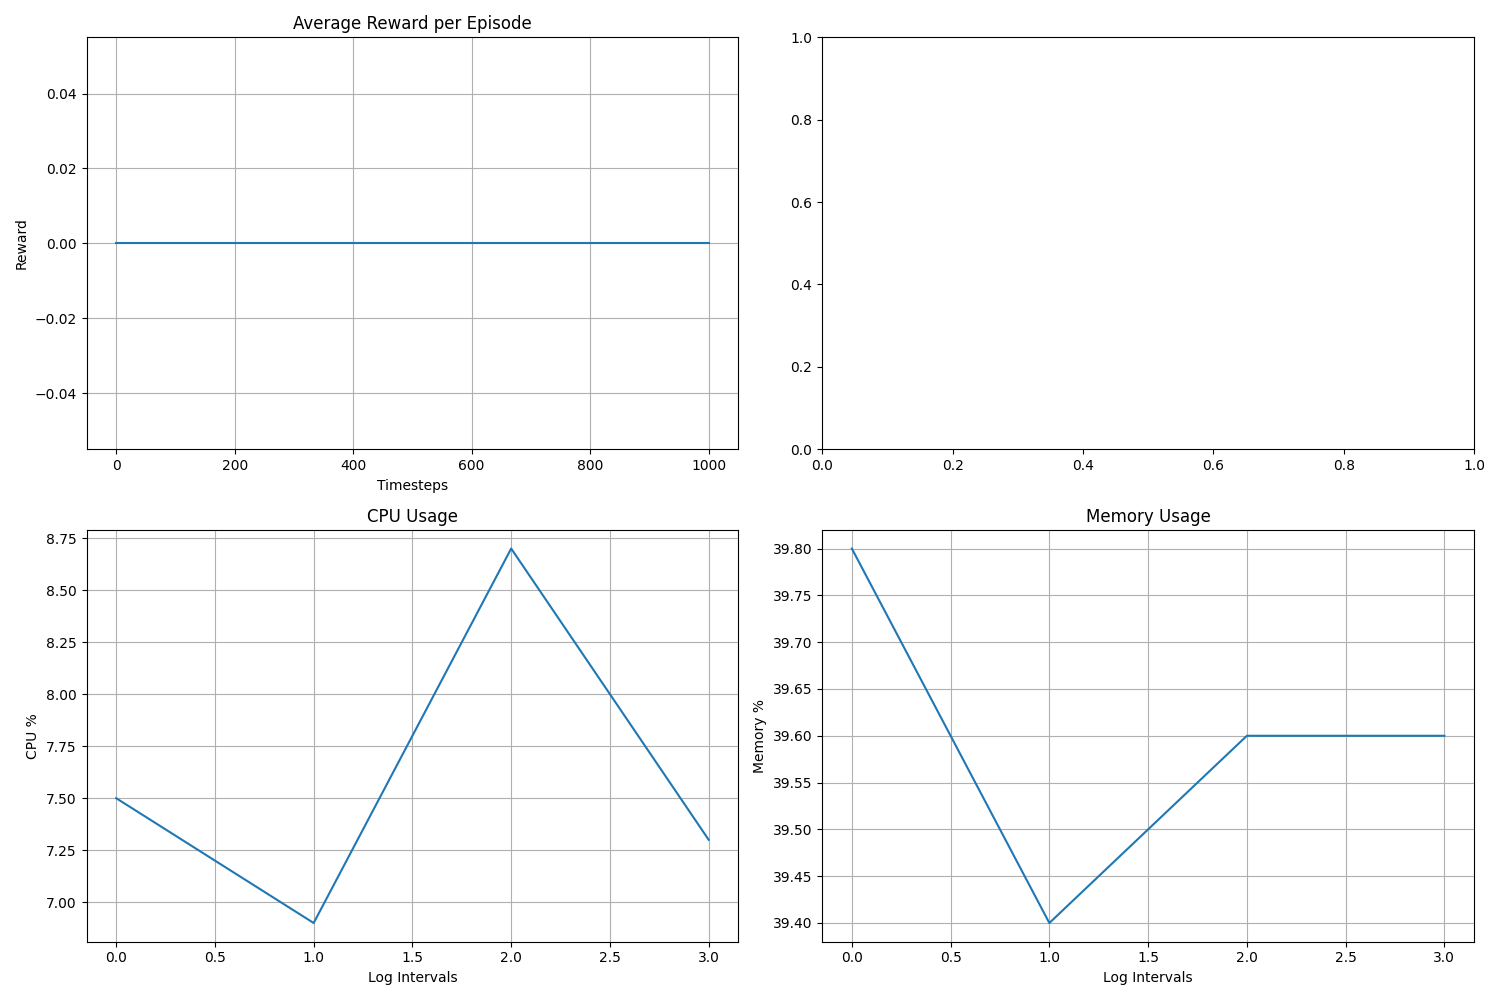 Average Reward per Episode
Reward
0.04
0.02
0.00
−0.02
−0.04
0 200 400 600 800 1000
Timesteps
1.0
0.8
0.6
0.4
0.2
0.0
0.0 0.2 0.4 0.6 0.8 1.0
CPU Usage
CPU %
8.75
8.50
8.25
8.00
7.75
7.50
7.25
7.00
0.0 0.5 1.0 1.5 2.0 2.5 3.0
Log Intervals
Memory Usage
Memory %
39.80
39.75
39.70
39.65
39.60
39.55
39.50
39.45
39.40
0.0 0.5 1.0 1.5 2.0 2.5 3.0
Log Intervals